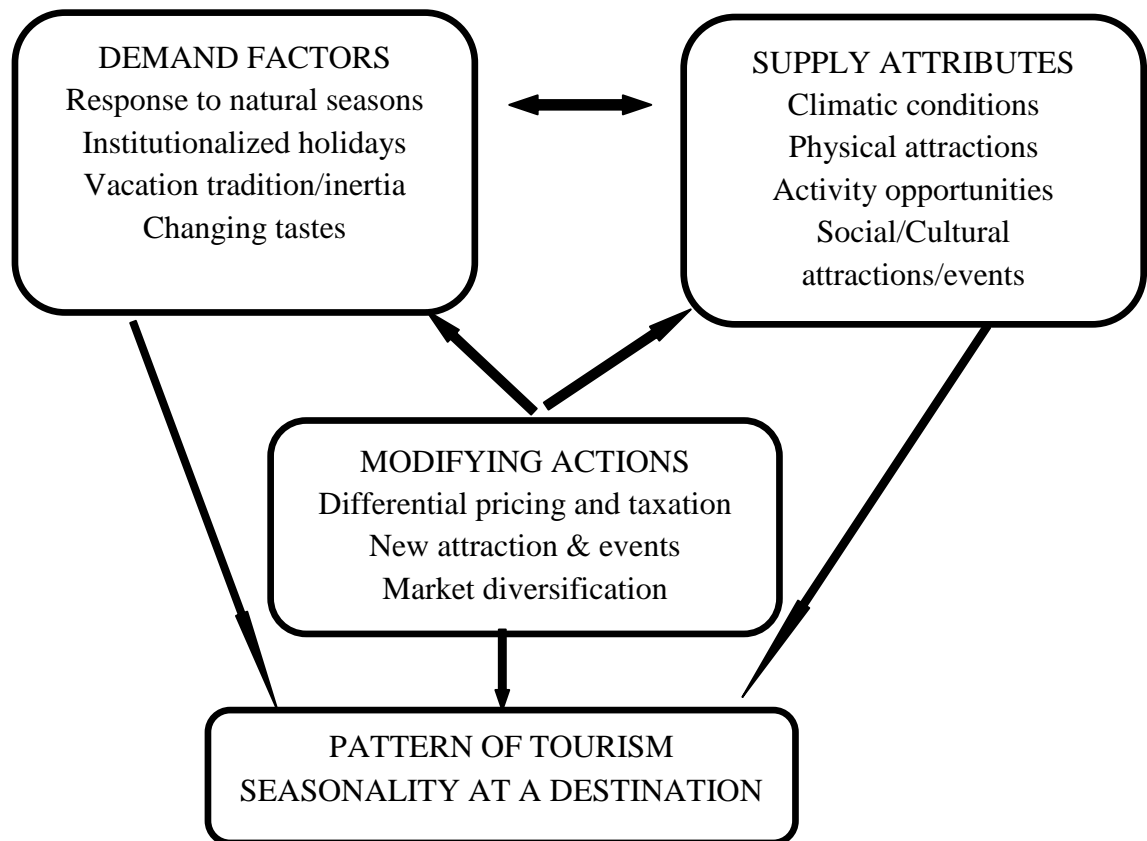 DEMAND FACTORS
Response to natural seasons
Institutionalized holidays
Vacation tradition/inertia
Changing tastes
SUPPLY ATTRIBUTES
Climatic conditions
Physical attractions
Activity opportunities
Social/Cultural
attractions/events
MODIFYING ACTIONS
Differential pricing and taxation
New attraction & events
Market diversification
PATTERN OF TOURISM
SEASONALITY AT A DESTINATION